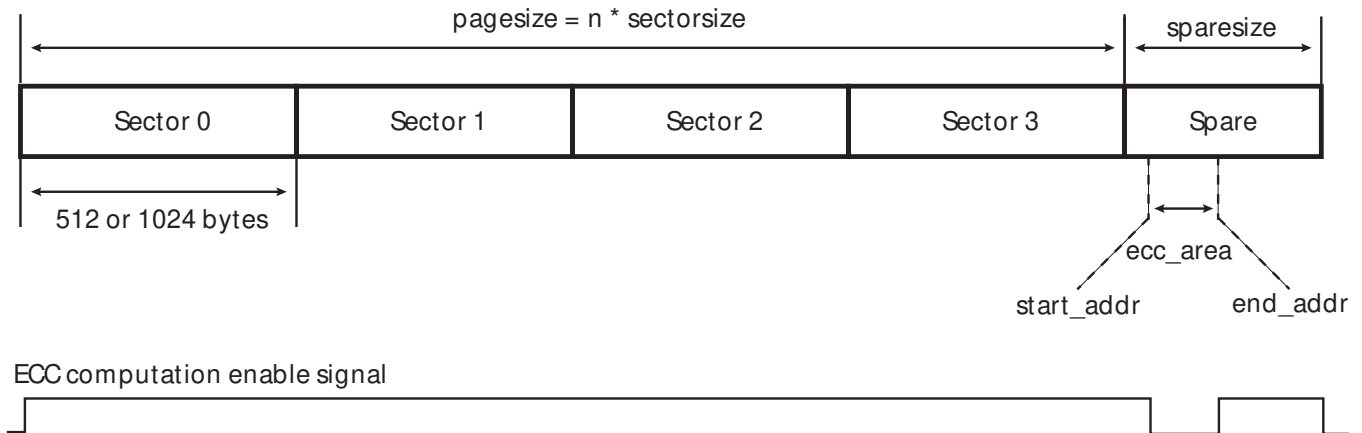 pagesize = n * sectorsize
sparesize
Sector 0
Sector 1
Sector 2
Sector 3
Spare
512 or 1024 bytes
ecc_area
start_addr
end_addr
ECC computation enable signal